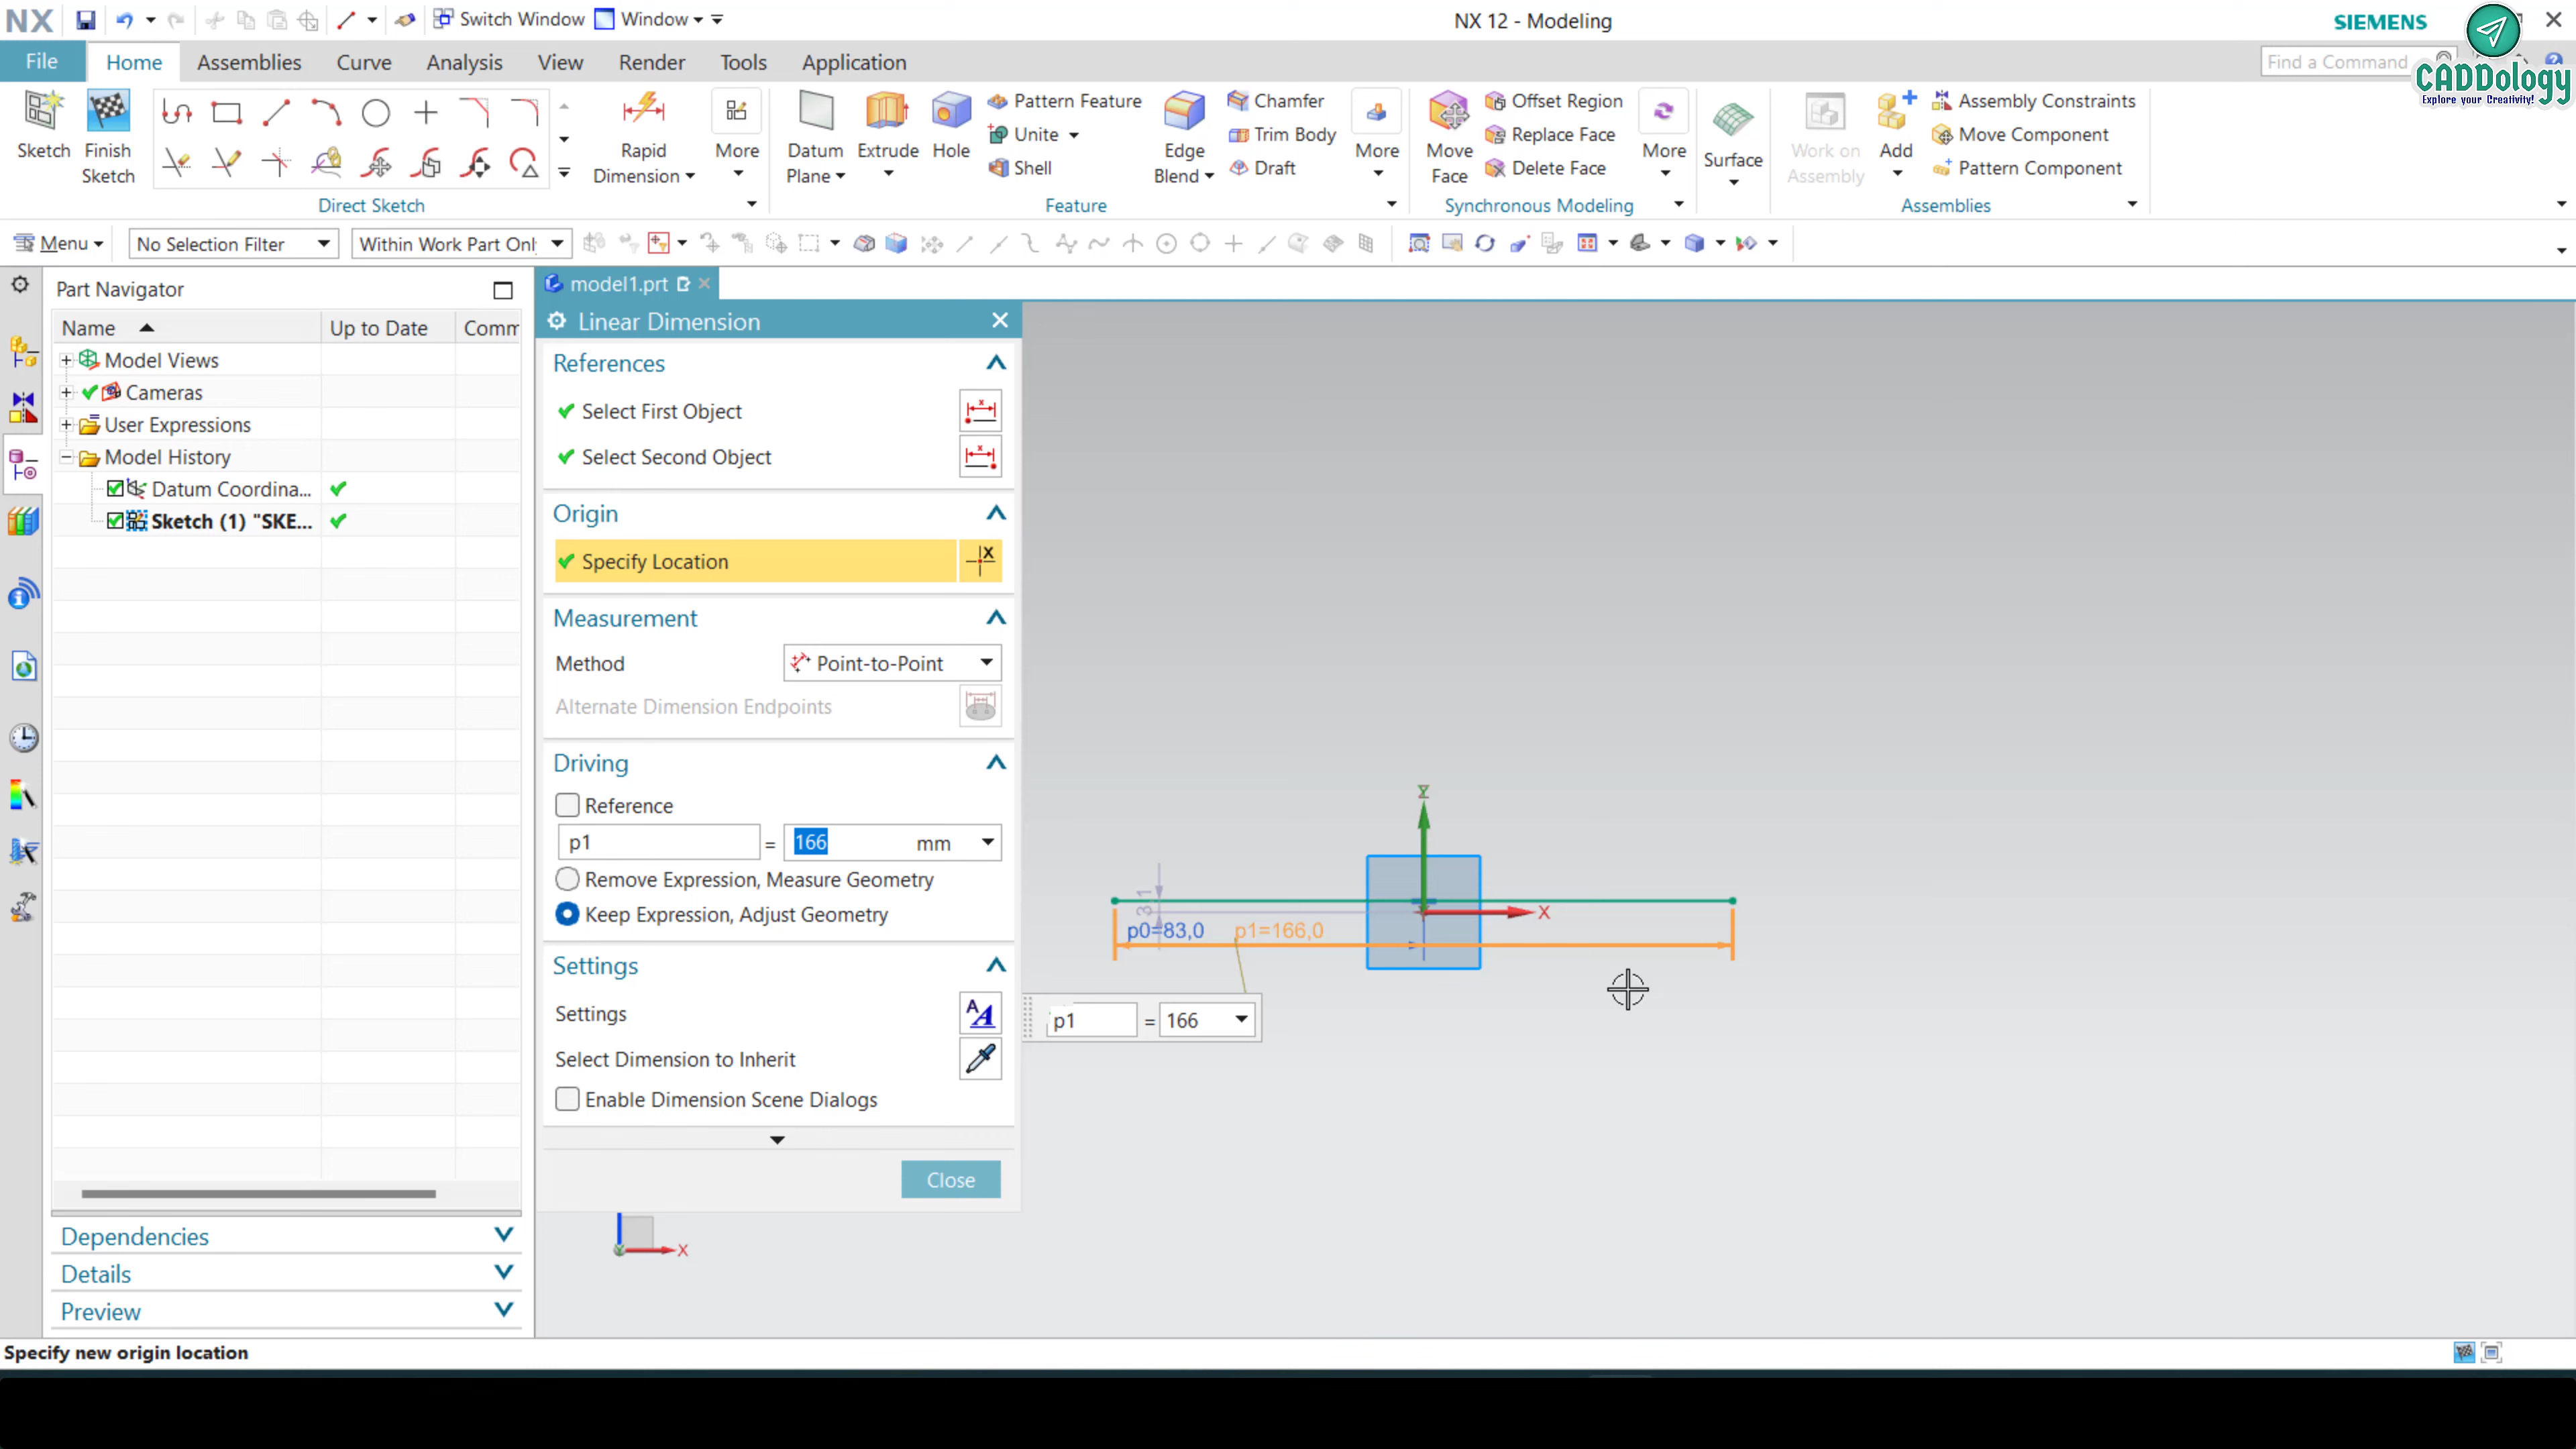 NX Switch Window Window NX 12 - Modeling SIEMENS
File Home Assemblies Curve Analysis View Render Tools Application Find a Command
CADDology
Explore your Creativity!
Sketch Finish Sketch Rapid Dimension More Datum Plane Extrude Hole Pattern Feature Edge Blend Chamfer More Move Face Offset Region More Surface Work on Assembly Add Assembly Constraints
Unite Trim Body Replace Face Move Component
Shell Draft Delete Face Pattern Component
Direct Sketch Feature Synchronous Modeling Assemblies
Menu No Selection Filter Within Work Part Onl
Part Navigator
Name Up to Date Comm
Model Views
Cameras
User Expressions
Model History
Datum Coordina...
Sketch (1) "SKE...
Dependencies
Details
Preview
model1.prt
Linear Dimension
References
Select First Object
Select Second Object
Origin
Specify Location
Measurement
Method Point-to-Point
Alternate Dimension Endpoints
Driving
Reference
p1 = 166 mm
Remove Expression, Measure Geometry
Keep Expression, Adjust Geometry
Settings
Settings
Select Dimension to Inherit
Enable Dimension Scene Dialogs
Close
Y
X
p0=83,0 p1=166,0
p1 = 166
X
Specify new origin location